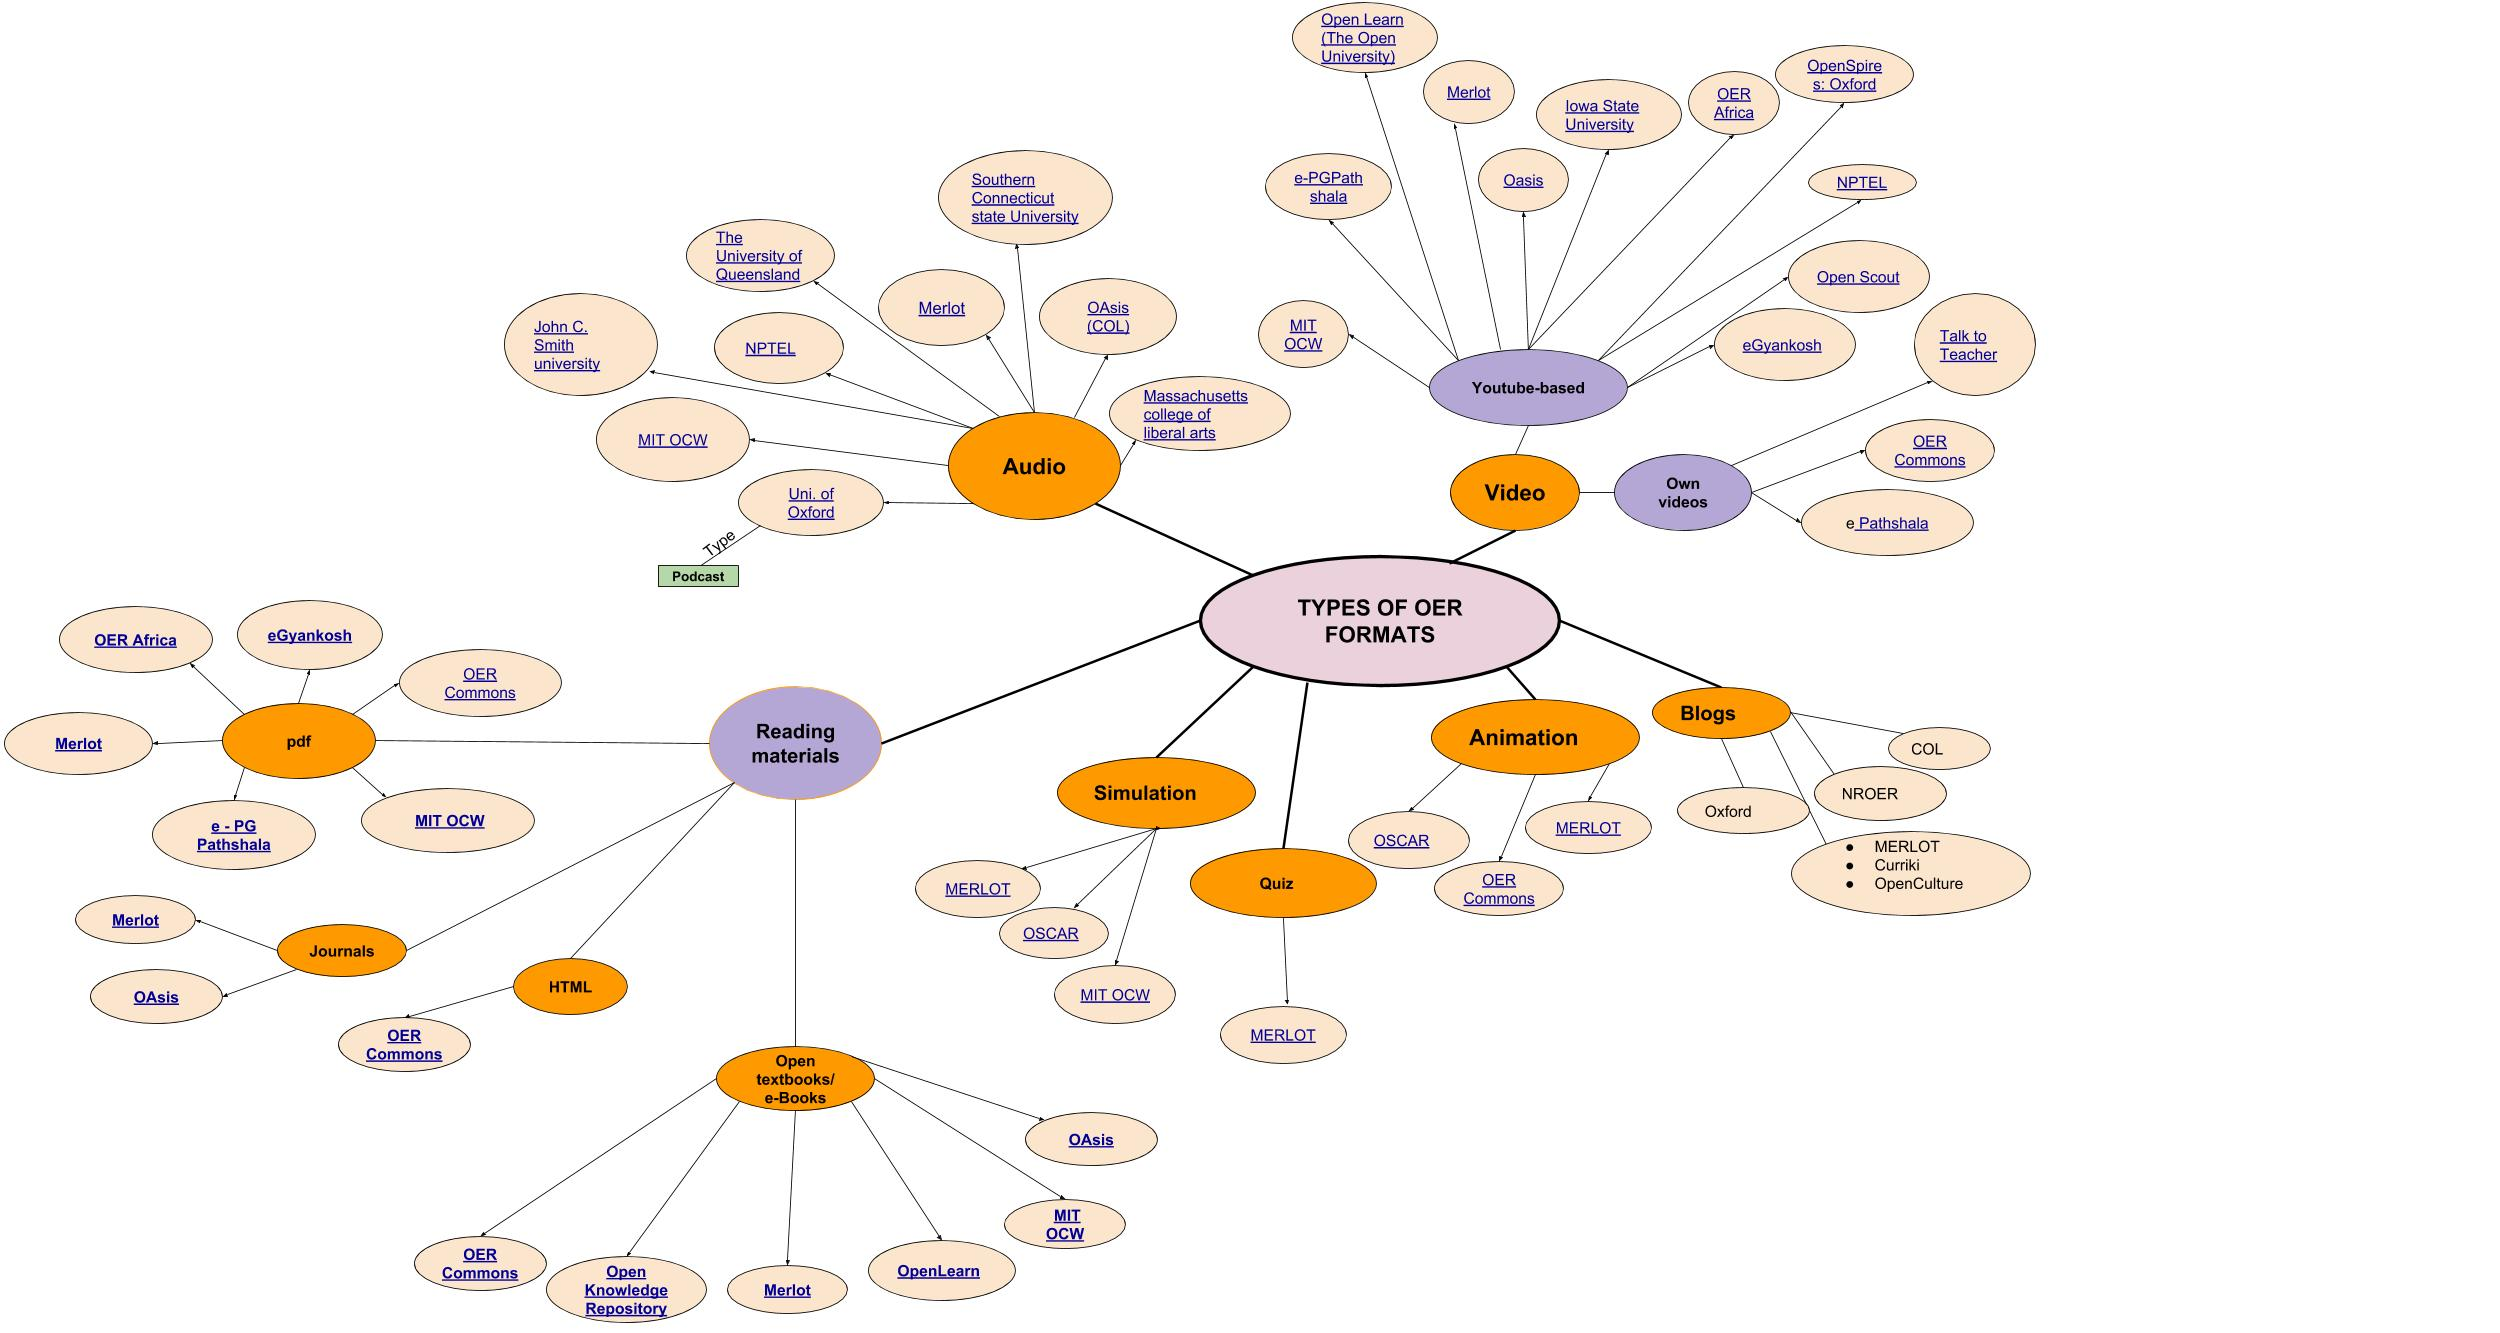 Open Learn
(The Open
University)
Merlot
Iowa State
University
OER
Africa
OpenSpire
s: Oxford
e-PGPath
shala
Oasis
NPTEL
MIT
OCW
Open Scout
eGyankosh
Youtube-based
Talk to
Teacher
OER
Commons
e Pathshala
Own
videos
Video
Southern
Connecticut
state University
The
University of
Queensland
Merlot
OAsis
(COL)
John C.
Smith
university
NPTEL
Massachusetts
college of
liberal arts
MIT OCW
Audio
Uni. of
Oxford
Type
Podcast
TYPES OF OER
FORMATS
OER Africa
eGyankosh
OER
Commons
Merlot
pdf
e - PG
Pathshala
MIT OCW
Reading
materials
Merlot
Journals
OAsis
HTML
OER
Commons
Open
textbooks/
e-Books
OAsis
MIT
OCW
OER
Commons
Open
Knowledge
Repository
Merlot
OpenLearn
Simulation
MERLOT
OSCAR
MIT OCW
Quiz
MERLOT
Animation
OSCAR
OER
Commons
MERLOT
Blogs
COL
NROER
Oxford
● MERLOT
● Curriki
● OpenCulture